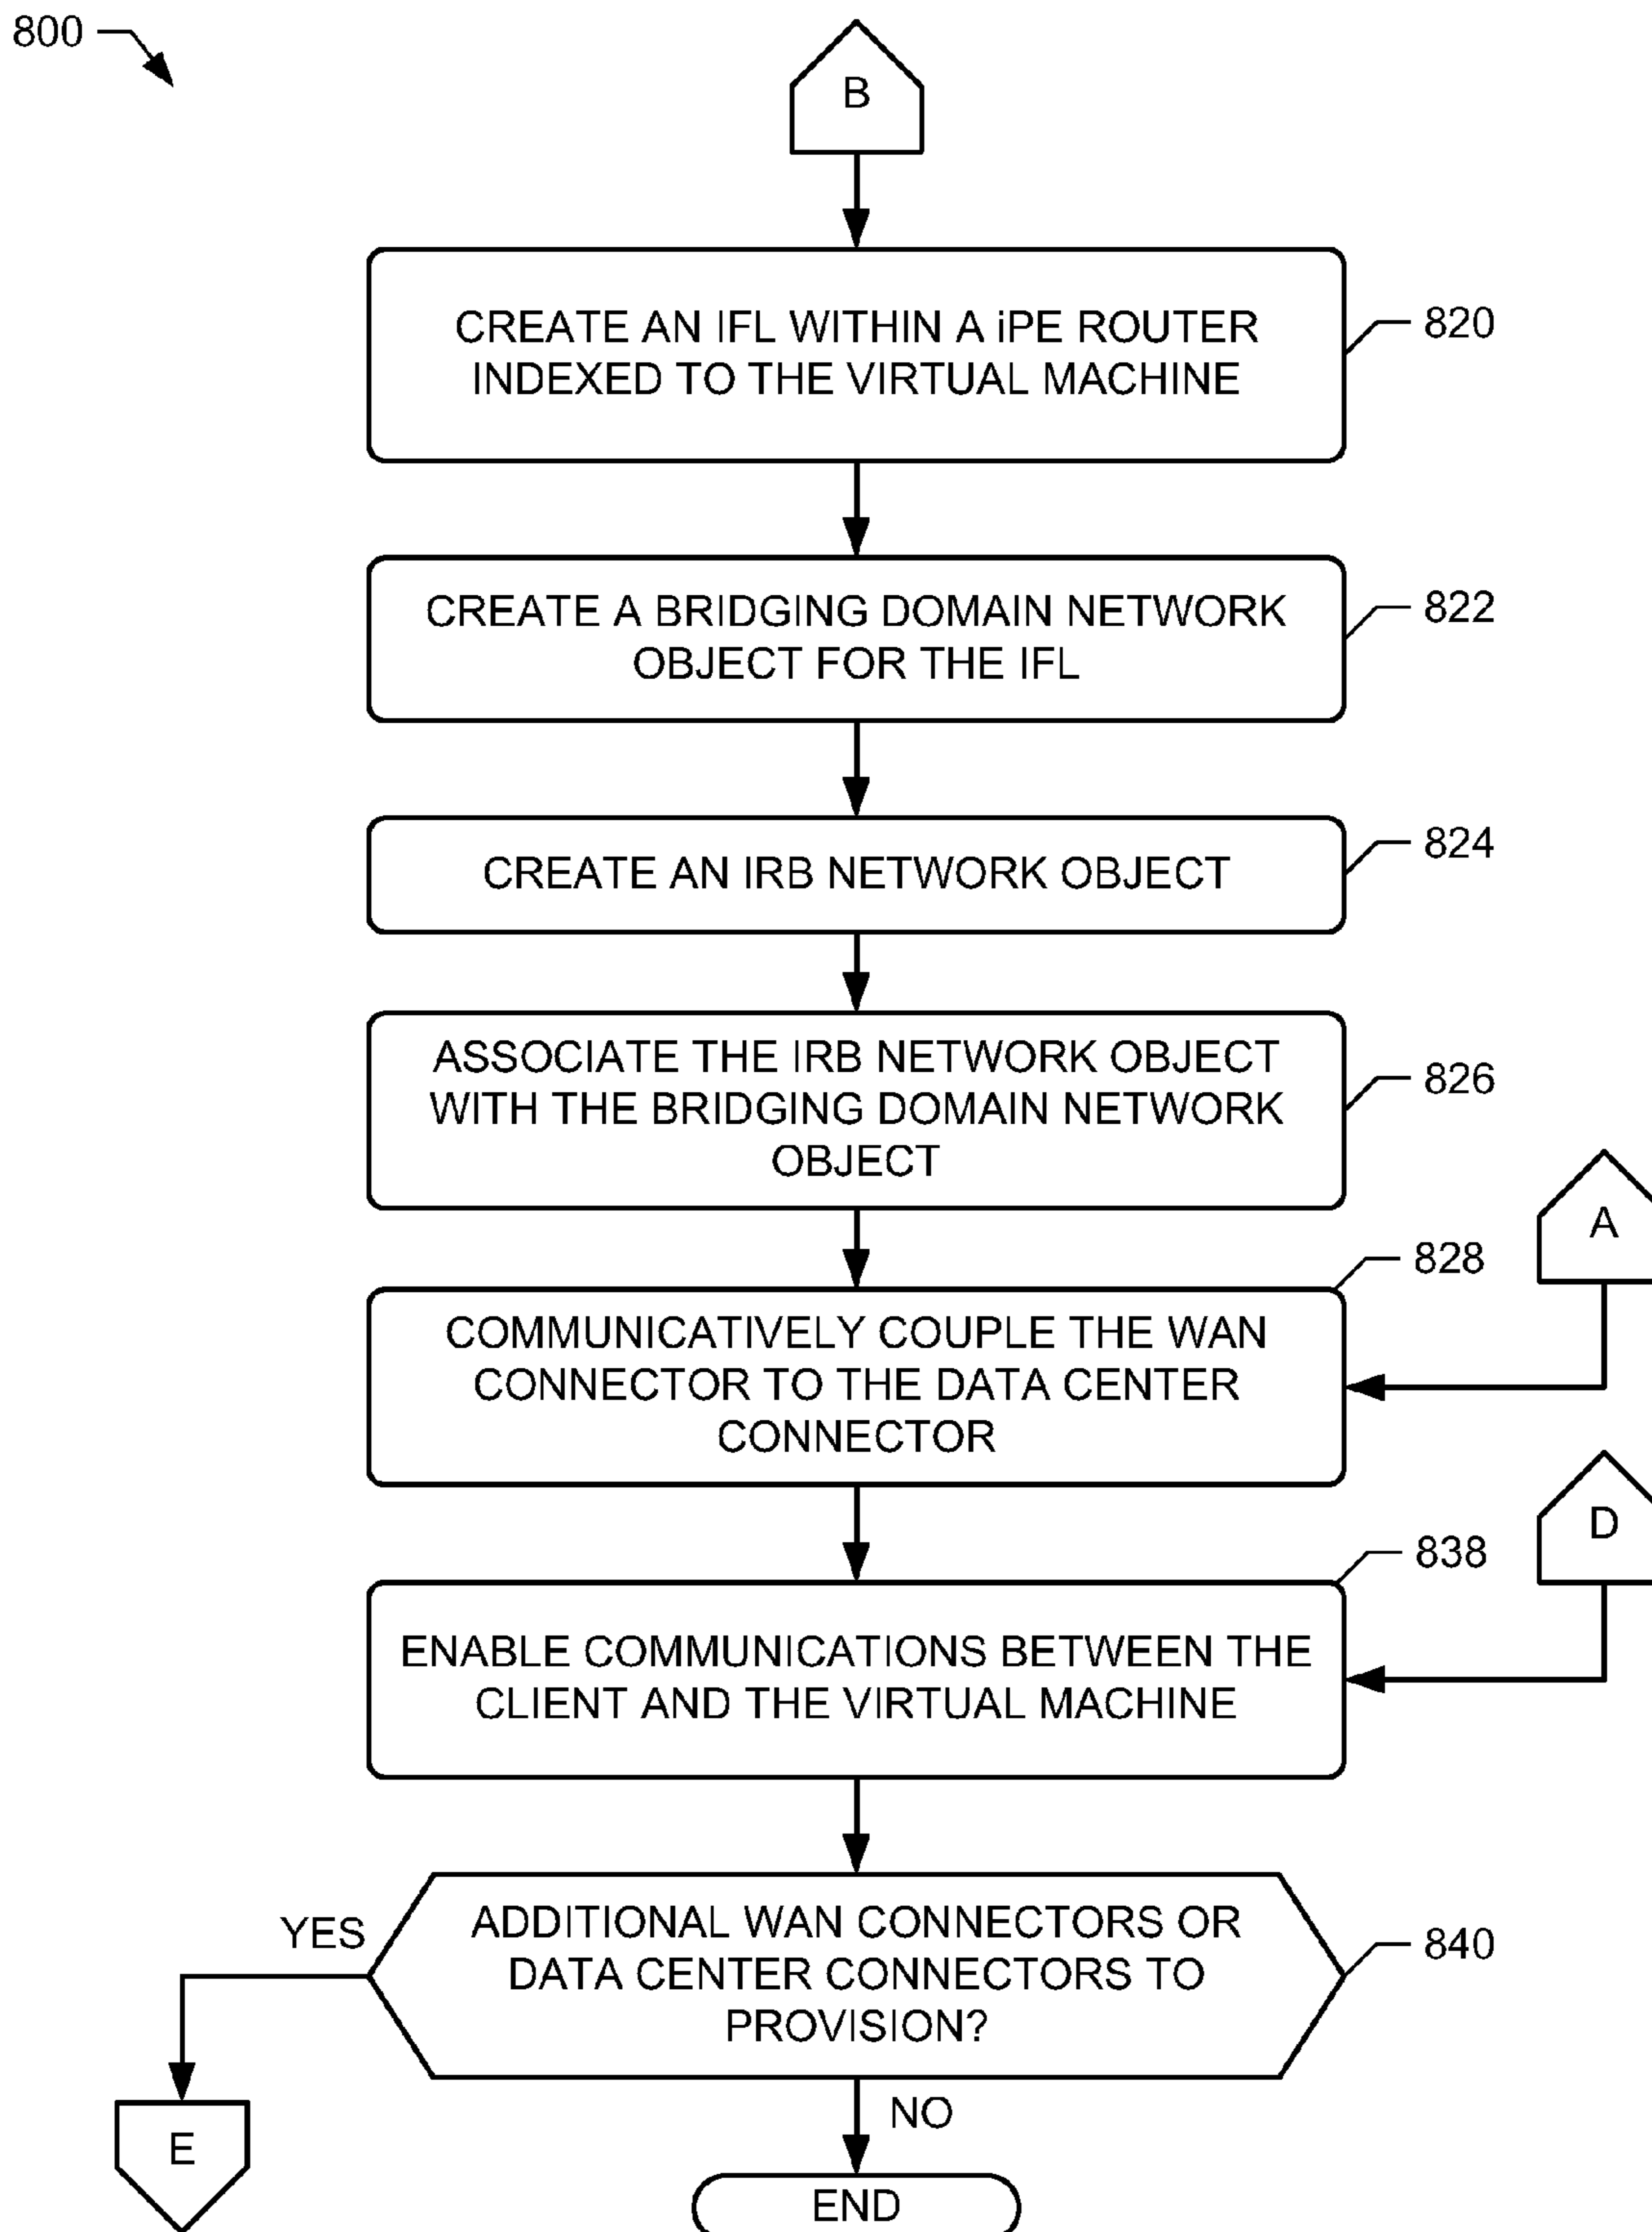 800
B
CREATE AN IFL WITHIN A iPE ROUTER
INDEXED TO THE VIRTUAL MACHINE
820
CREATE A BRIDGING DOMAIN NETWORK
OBJECT FOR THE IFL
822
CREATE AN IRB NETWORK OBJECT
824
ASSOCIATE THE IRB NETWORK OBJECT
WITH THE BRIDGING DOMAIN NETWORK
OBJECT
826
A
828
COMMUNICATIVELY COUPLE THE WAN
CONNECTOR TO THE DATA CENTER
CONNECTOR
D
838
ENABLE COMMUNICATIONS BETWEEN THE
CLIENT AND THE VIRTUAL MACHINE
YES
ADDITIONAL WAN CONNECTORS OR
DATA CENTER CONNECTORS TO
PROVISION?
840
NO
E
END